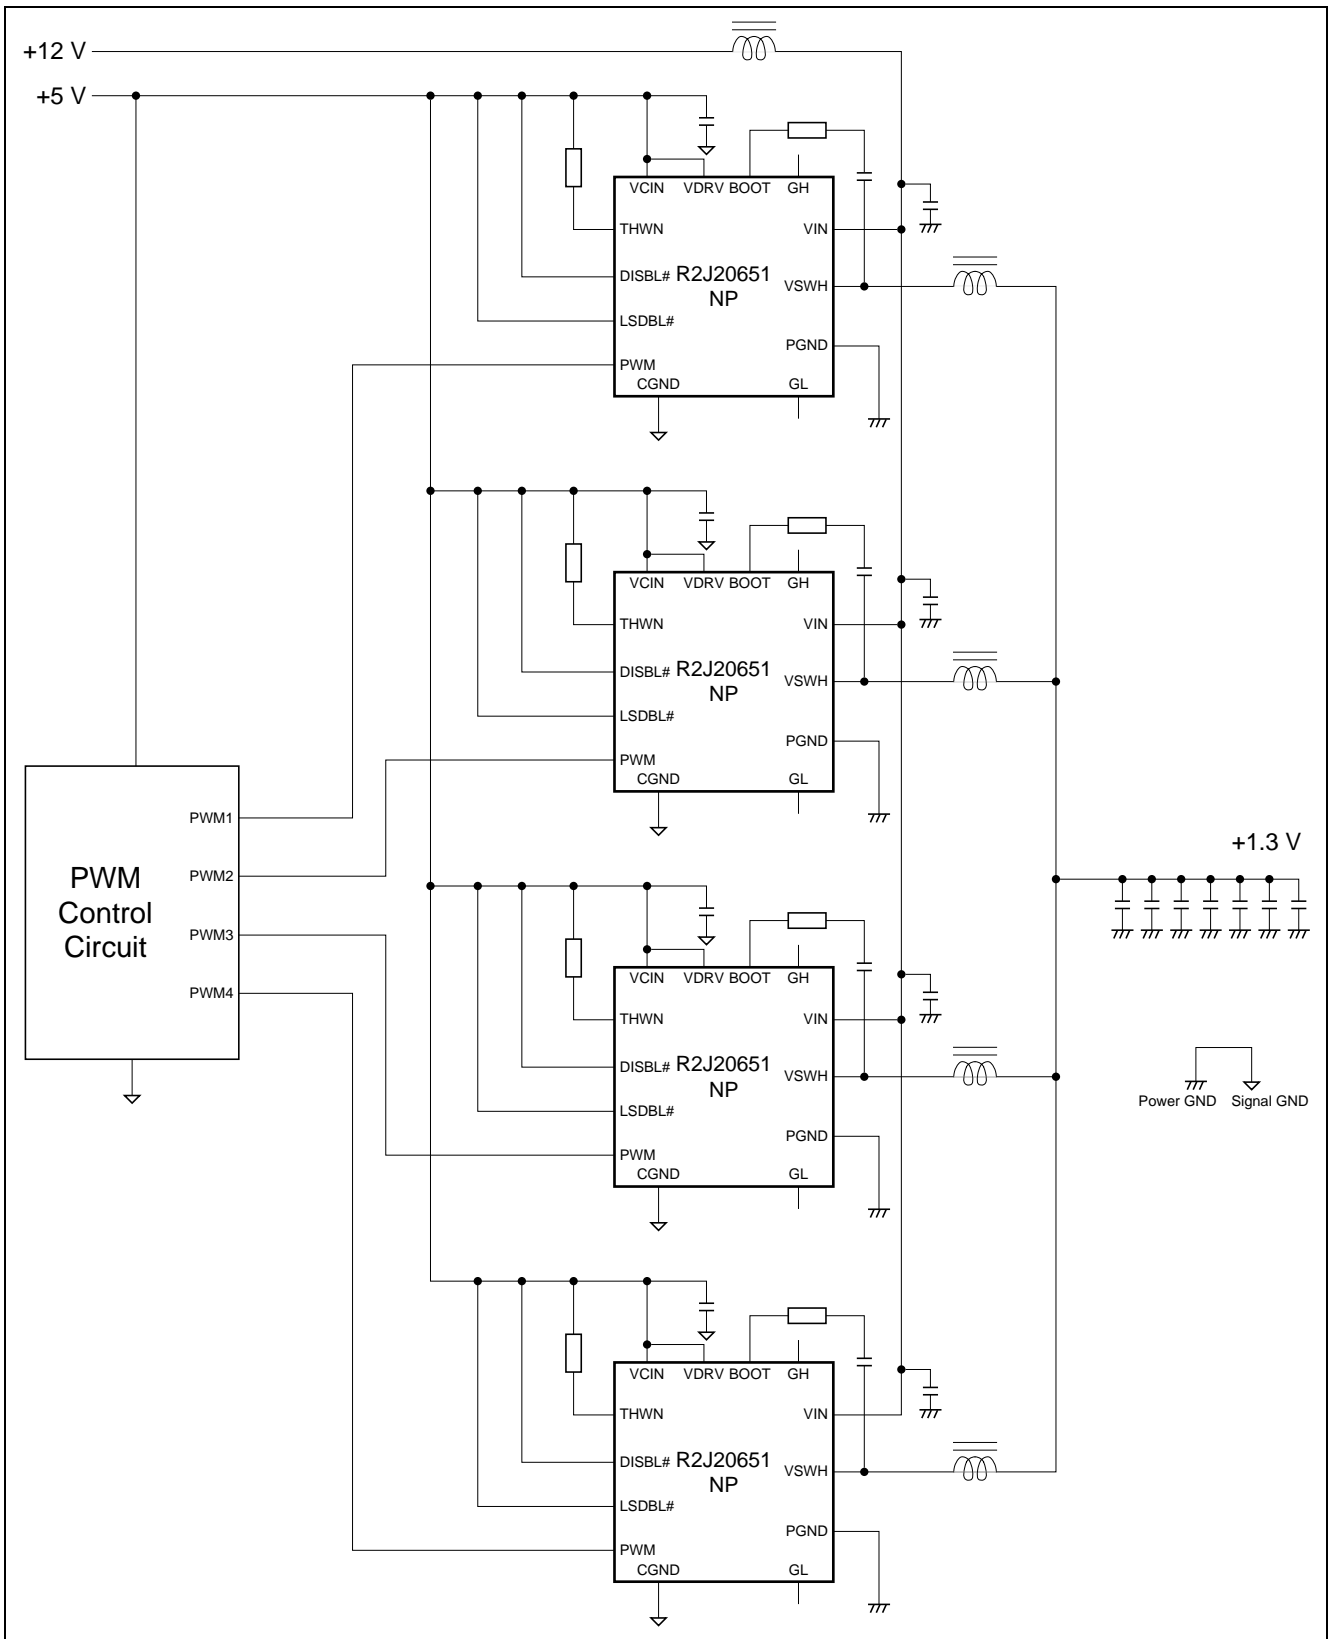 +12 V
+5 V
VCIN VDRV BOOT GH
THWN VIN
DISBL# R2J20651 NP VSWH
LSDBL#
PGND
PWM
CGND GL
VCIN VDRV BOOT GH
THWN VIN
DISBL# R2J20651 NP VSWH
LSDBL#
PGND
PWM
CGND GL
PWM Control Circuit
PWM1
PWM2
PWM3
PWM4
+1.3 V
VCIN VDRV BOOT GH
THWN VIN
DISBL# R2J20651 NP VSWH
LSDBL#
PGND
PWM
CGND GL
Power GND Signal GND
VCIN VDRV BOOT GH
THWN VIN
DISBL# R2J20651 NP VSWH
LSDBL#
PGND
PWM
CGND GL